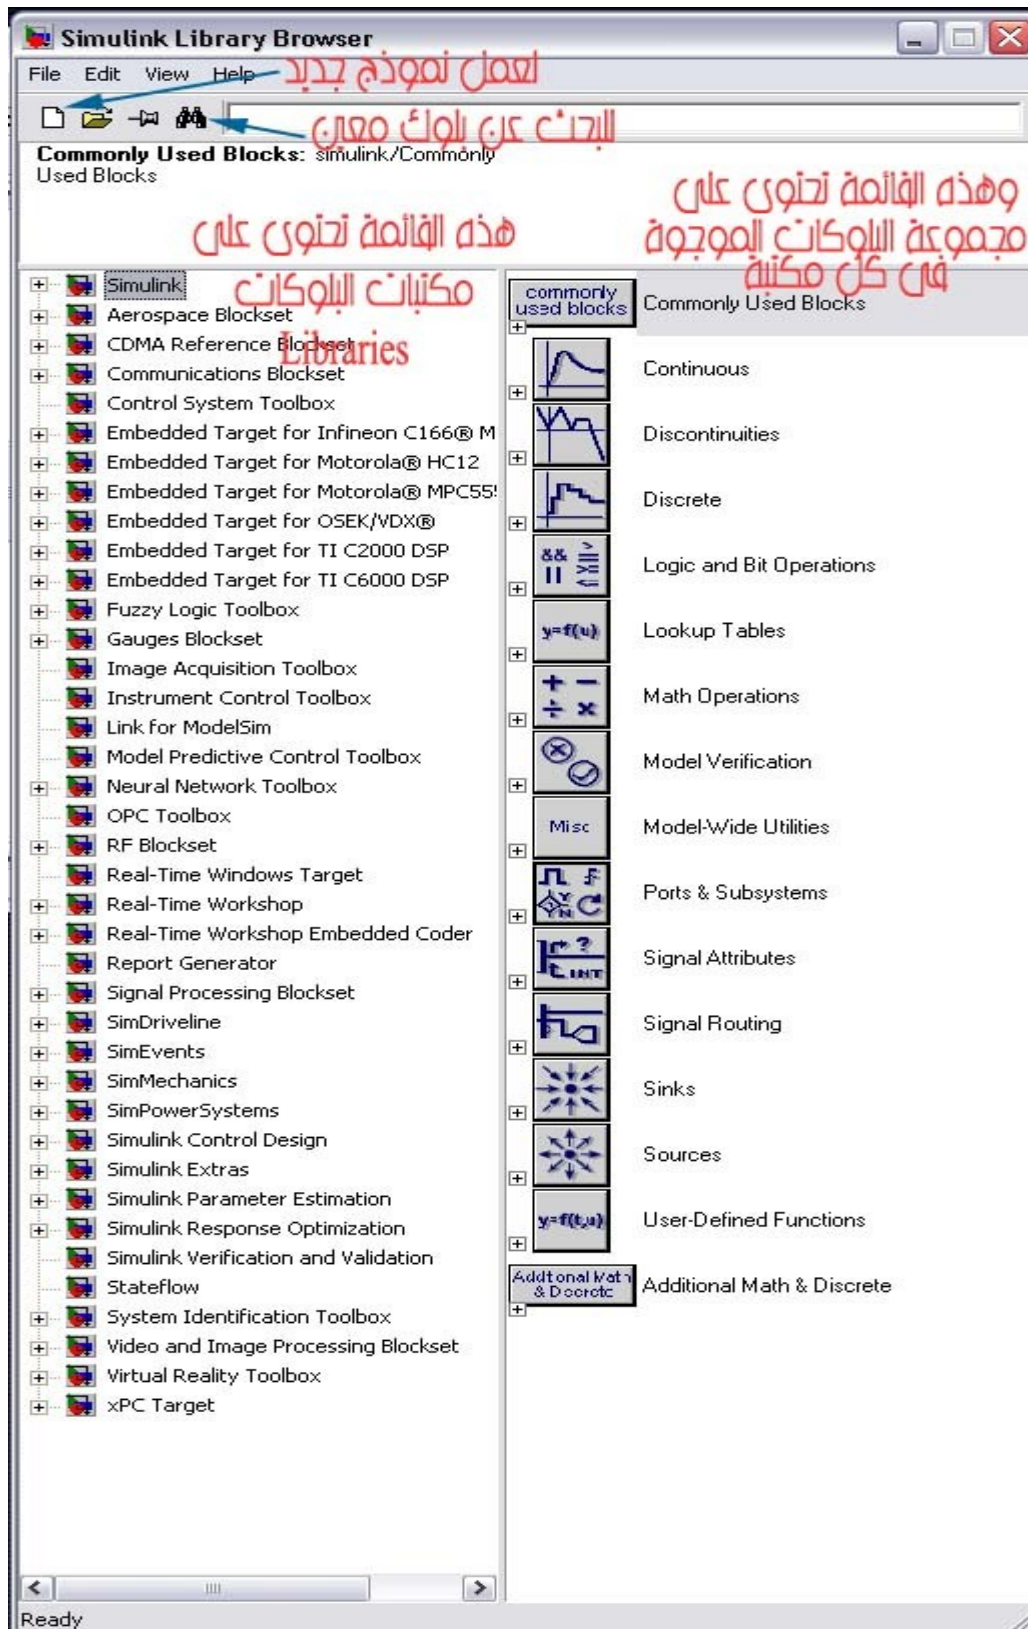 Simulink Library Browser
File Edit View Help
لعمل نموذج جديد
للبحث عن بلوك معين
Commonly Used Blocks: simulink/Commonly
Used Blocks
هذه القائمة تحتوى على
مكتبات البلوكات
Libraries
وهذه القائمة تحتوى على
مجموعة البلوكات الموجوة
فى كل مكتبة
Simulink
Aerospace Blockset
CDMA Reference Blockset
Communications Blockset
Control System Toolbox
Embedded Target for Infineon C166® M
Embedded Target for Motorola® HC12
Embedded Target for Motorola® MPC55
Embedded Target for OSEK/VDX®
Embedded Target for TI C2000 DSP
Embedded Target for TI C6000 DSP
Fuzzy Logic Toolbox
Gauges Blockset
Image Acquisition Toolbox
Instrument Control Toolbox
Link for ModelSim
Model Predictive Control Toolbox
Neural Network Toolbox
OPC Toolbox
RF Blockset
Real-Time Windows Target
Real-Time Workshop
Real-Time Workshop Embedded Coder
Report Generator
Signal Processing Blockset
SimDriveline
SimEvents
SimMechanics
SimPowerSystems
Simulink Control Design
Simulink Extras
Simulink Parameter Estimation
Simulink Response Optimization
Simulink Verification and Validation
Stateflow
System Identification Toolbox
Video and Image Processing Blockset
Virtual Reality Toolbox
xPC Target
commonly
used blocks
Commonly Used Blocks
Continuous
Discontinuities
Discrete
&& > || >= <=
Logic and Bit Operations
y=f(u)
Lookup Tables
+ − ÷ ×
Math Operations
Model Verification
Misc
Model-Wide Utilities
Y N
Ports & Subsystems
? t INT
Signal Attributes
Signal Routing
Sinks
Sources
y=f(t,u)
User-Defined Functions
Additional Math
& Discrete
Additional Math & Discrete
Ready